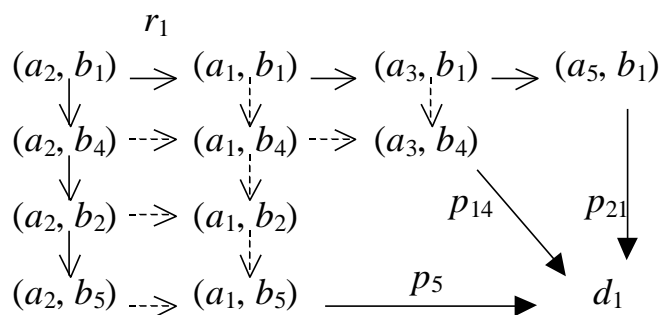 r₁
(a₂, b₁) (a₁, b₁) (a₃, b₁) (a₅, b₁)
(a₂, b₄) (a₁, b₄) (a₃, b₄)
(a₂, b₂) (a₁, b₂) p₁₄ p₂₁
(a₂, b₅) (a₁, b₅) p₅ d₁